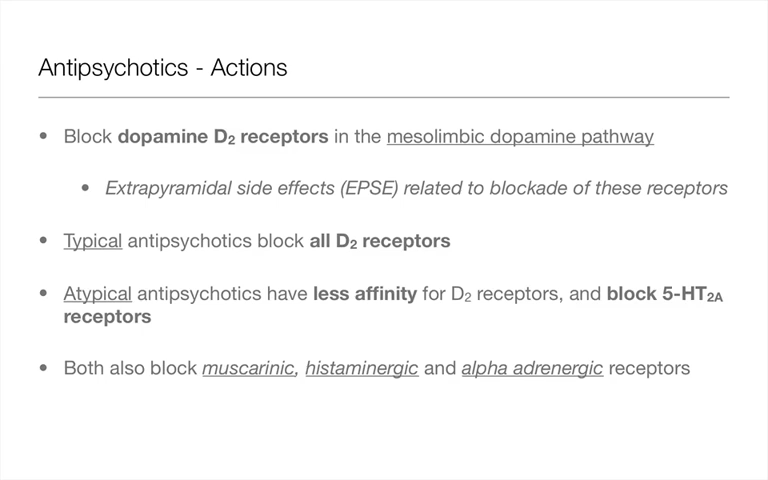 Antipsychotics - Actions
• Block dopamine D₂ receptors in the mesolimbic dopamine pathway
• Extrapyramidal side effects (EPSE) related to blockade of these receptors
• Typical antipsychotics block all D₂ receptors
• Atypical antipsychotics have less affinity for D₂ receptors, and block 5-HT₂A
receptors
• Both also block muscarinic, histaminergic and alpha adrenergic receptors